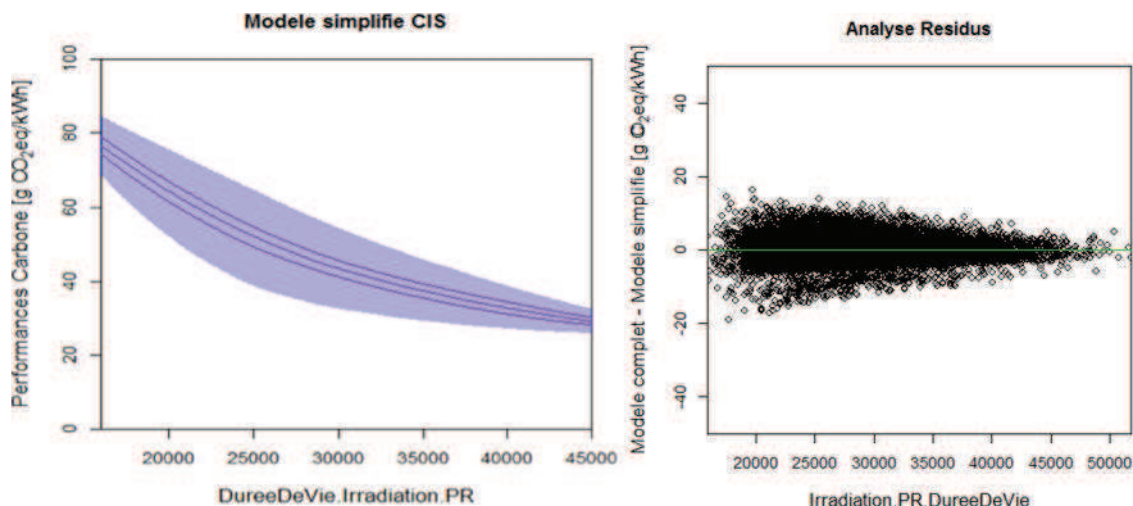 Modele simplifie CIS
Performances Carbone [g CO₂eq/kWh]
100
80
60
40
20
0
20000 25000 30000 35000 40000 45000
DureeDeVie.Irradiation.PR
Analyse Residus
Modele complet - Modele simplifie [g O₂eq/kWh]
40
20
0
-20
-40
20000 25000 30000 35000 40000 45000 50000
Irradiation.PR.DureeDeVie